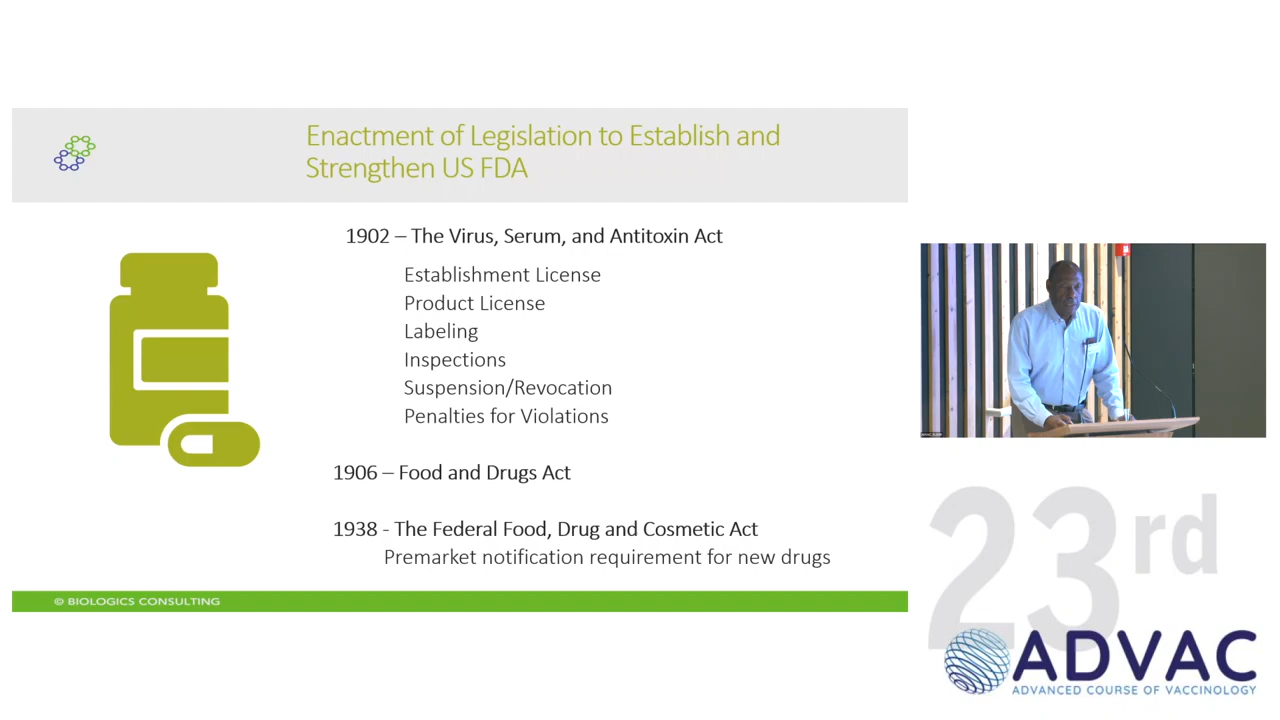 Enactment of Legislation to Establish and
Strengthen US FDA
1902 – The Virus, Serum, and Antitoxin Act
Establishment License
Product License
Labeling
Inspections
Suspension/Revocation
Penalties for Violations
1906 – Food and Drugs Act
1938 - The Federal Food, Drug and Cosmetic Act
Premarket notification requirement for new drugs
© BIOLOGICS CONSULTING
23rd
ADVAC
ADVANCED COURSE OF VACCINOLOGY